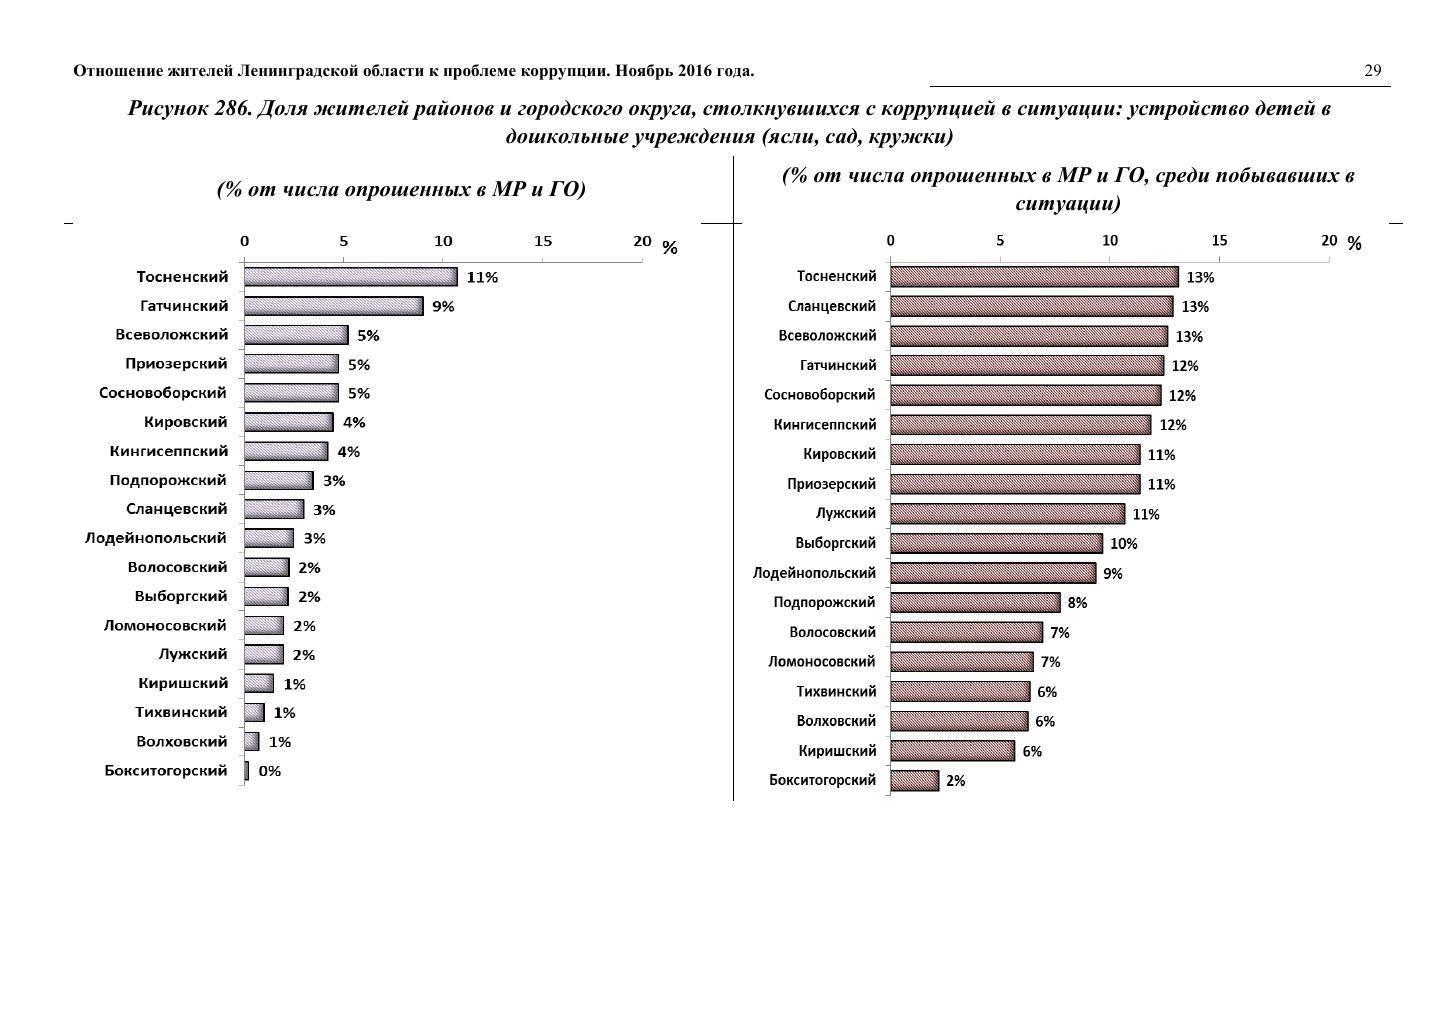 Отношение жителей Ленинградской области к проблеме коррупции. Ноябрь 2016 года.
29
Рисунок 286. Доля жителей районов и городского округа, столкнувшихся с коррупцией в ситуации: устройство детей в
дошкольные учреждения (ясли, сад, кружки)
(% от числа опрошенных в МР и ГО)
0 5 10 15 20 %
Тосненский 11%
Гатчинский 9%
Всеволожский 5%
Приозерский 5%
Сосновоборский 5%
Кировский 4%
Кингисеппский 4%
Подпорожский 3%
Сланцевский 3%
Лодейнопольский 3%
Волосовский 2%
Выборгский 2%
Ломоносовский 2%
Лужский 2%
Киришский 1%
Тихвинский 1%
Волховский 1%
Бокситогорский 0%
(% от числа опрошенных в МР и ГО, среди побывавших в
ситуации)
0 5 10 15 20 %
Тосненский 13%
Сланцевский 13%
Всеволожский 13%
Гатчинский 12%
Сосновоборский 12%
Кингисеппский 12%
Кировский 11%
Приозерский 11%
Лужский 11%
Выборгский 10%
Лодейнопольский 9%
Подпорожский 8%
Волосовский 7%
Ломоносовский 7%
Тихвинский 6%
Волховский 6%
Киришский 6%
Бокситогорский 2%